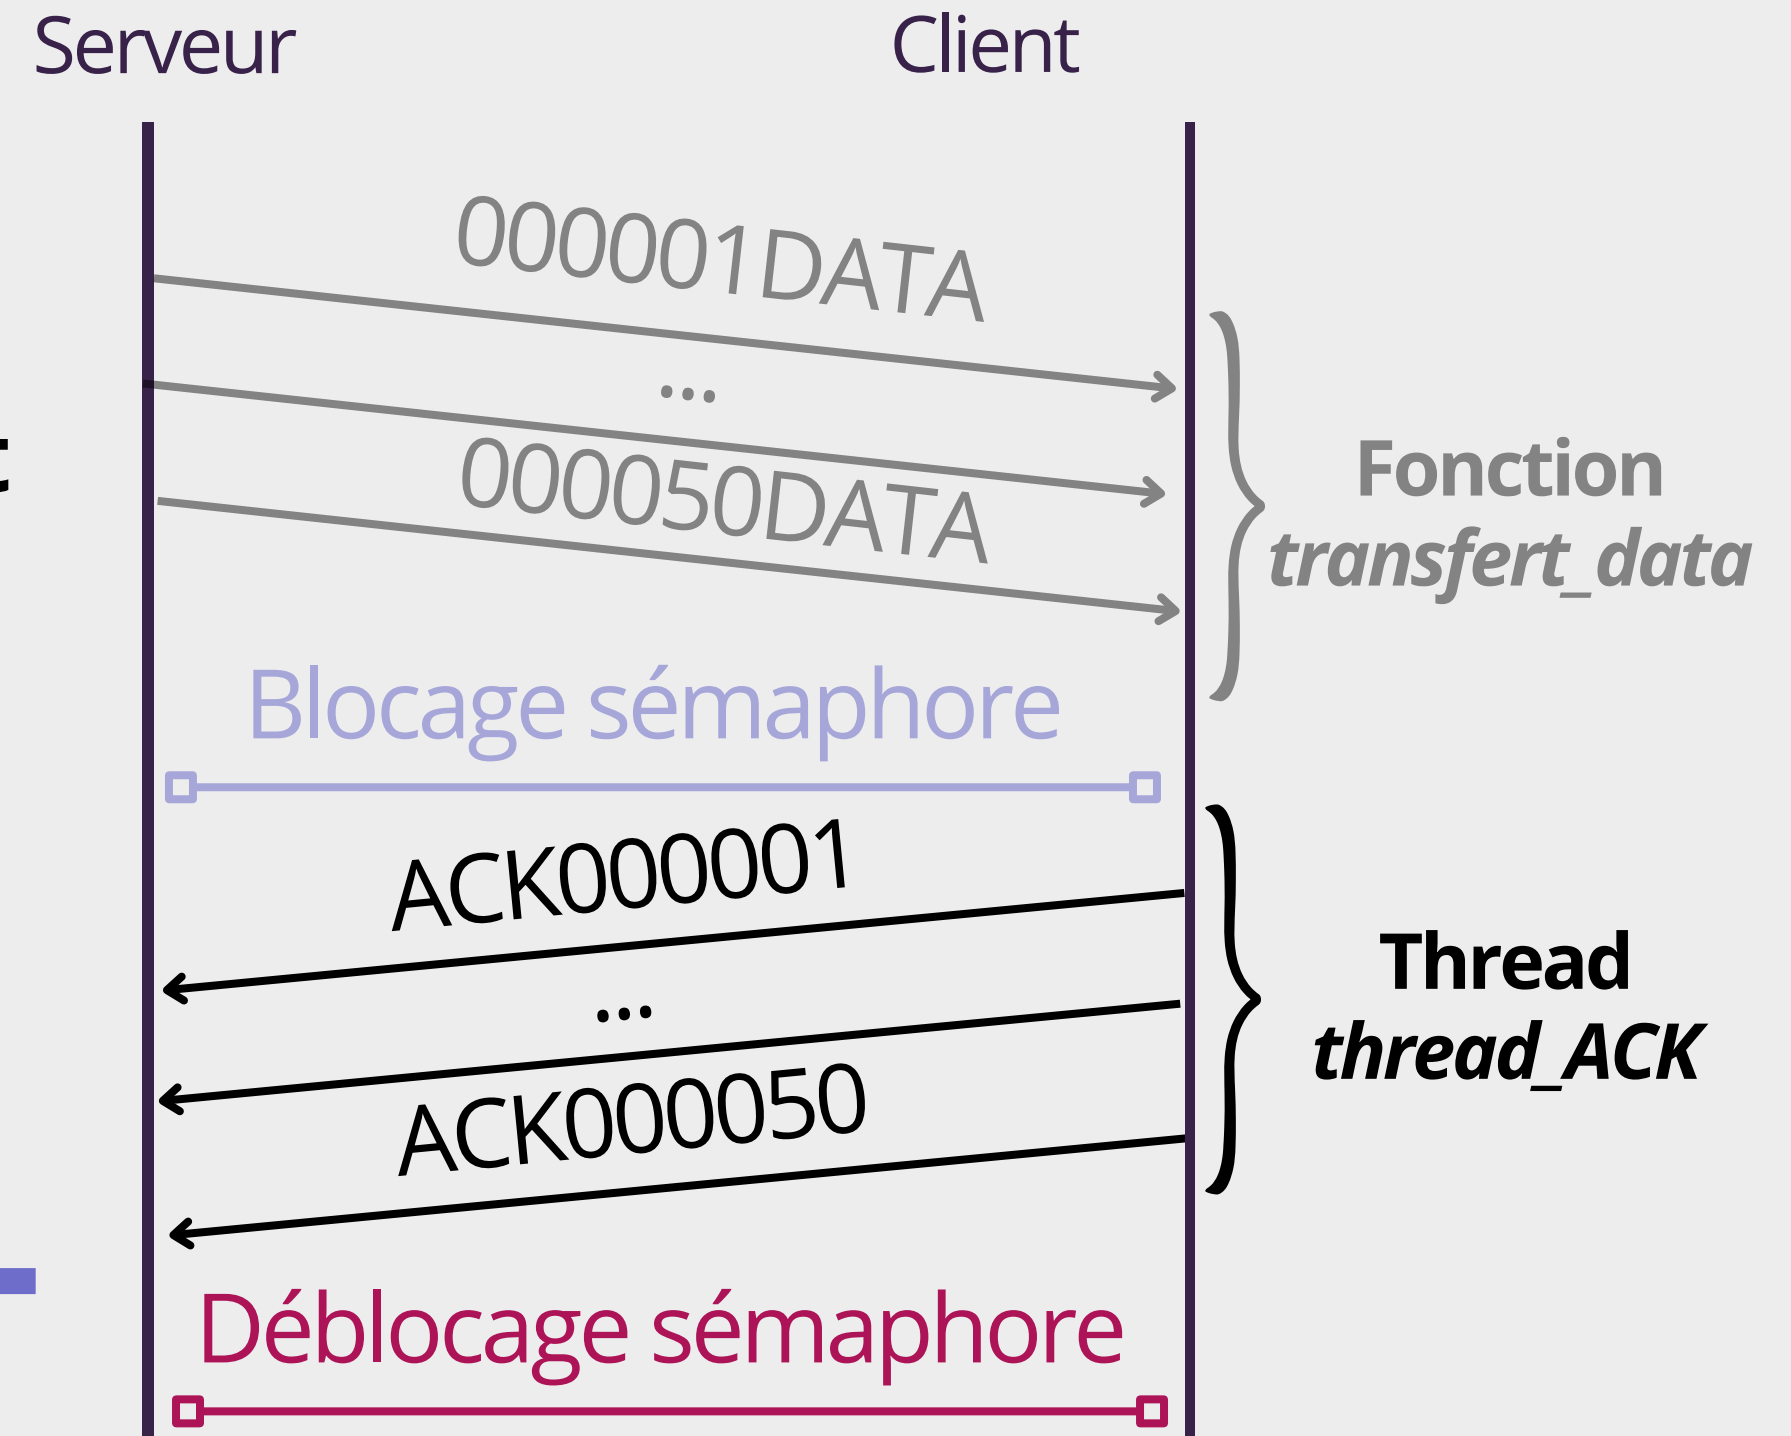 Serveur
Client
000001DATA
...
000050DATA
Fonction
transfert_data
Blocage sémaphore
ACK000001
...
ACK000050
Thread
thread_ACK
Déblocage sémaphore